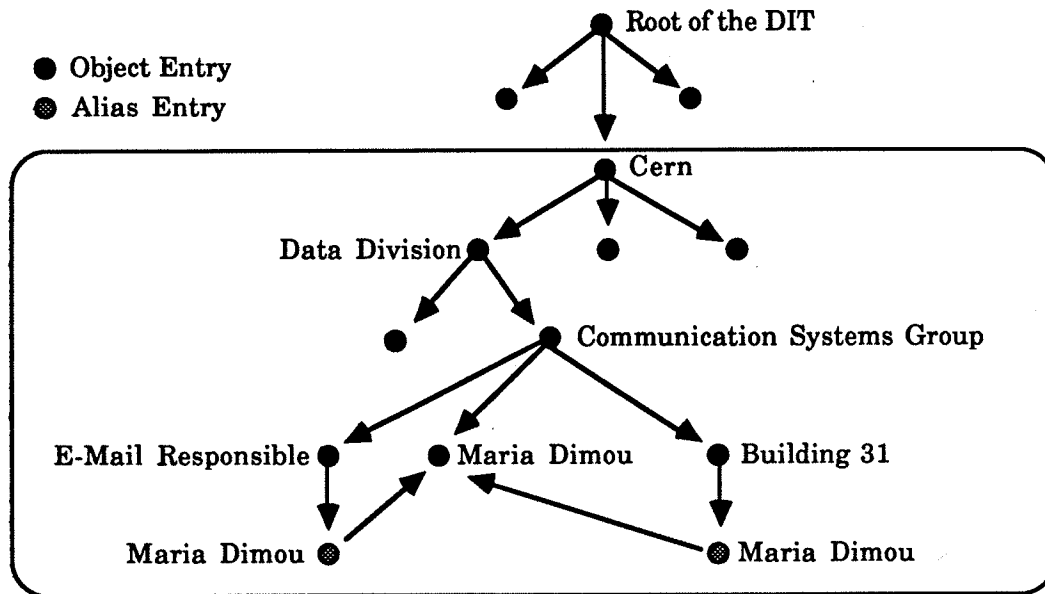 Root of the DIT
Object Entry
Alias Entry
Cern
Data Division
Communication Systems Group
E-Mail Responsible
Maria Dimou
Building 31
Maria Dimou
Maria Dimou